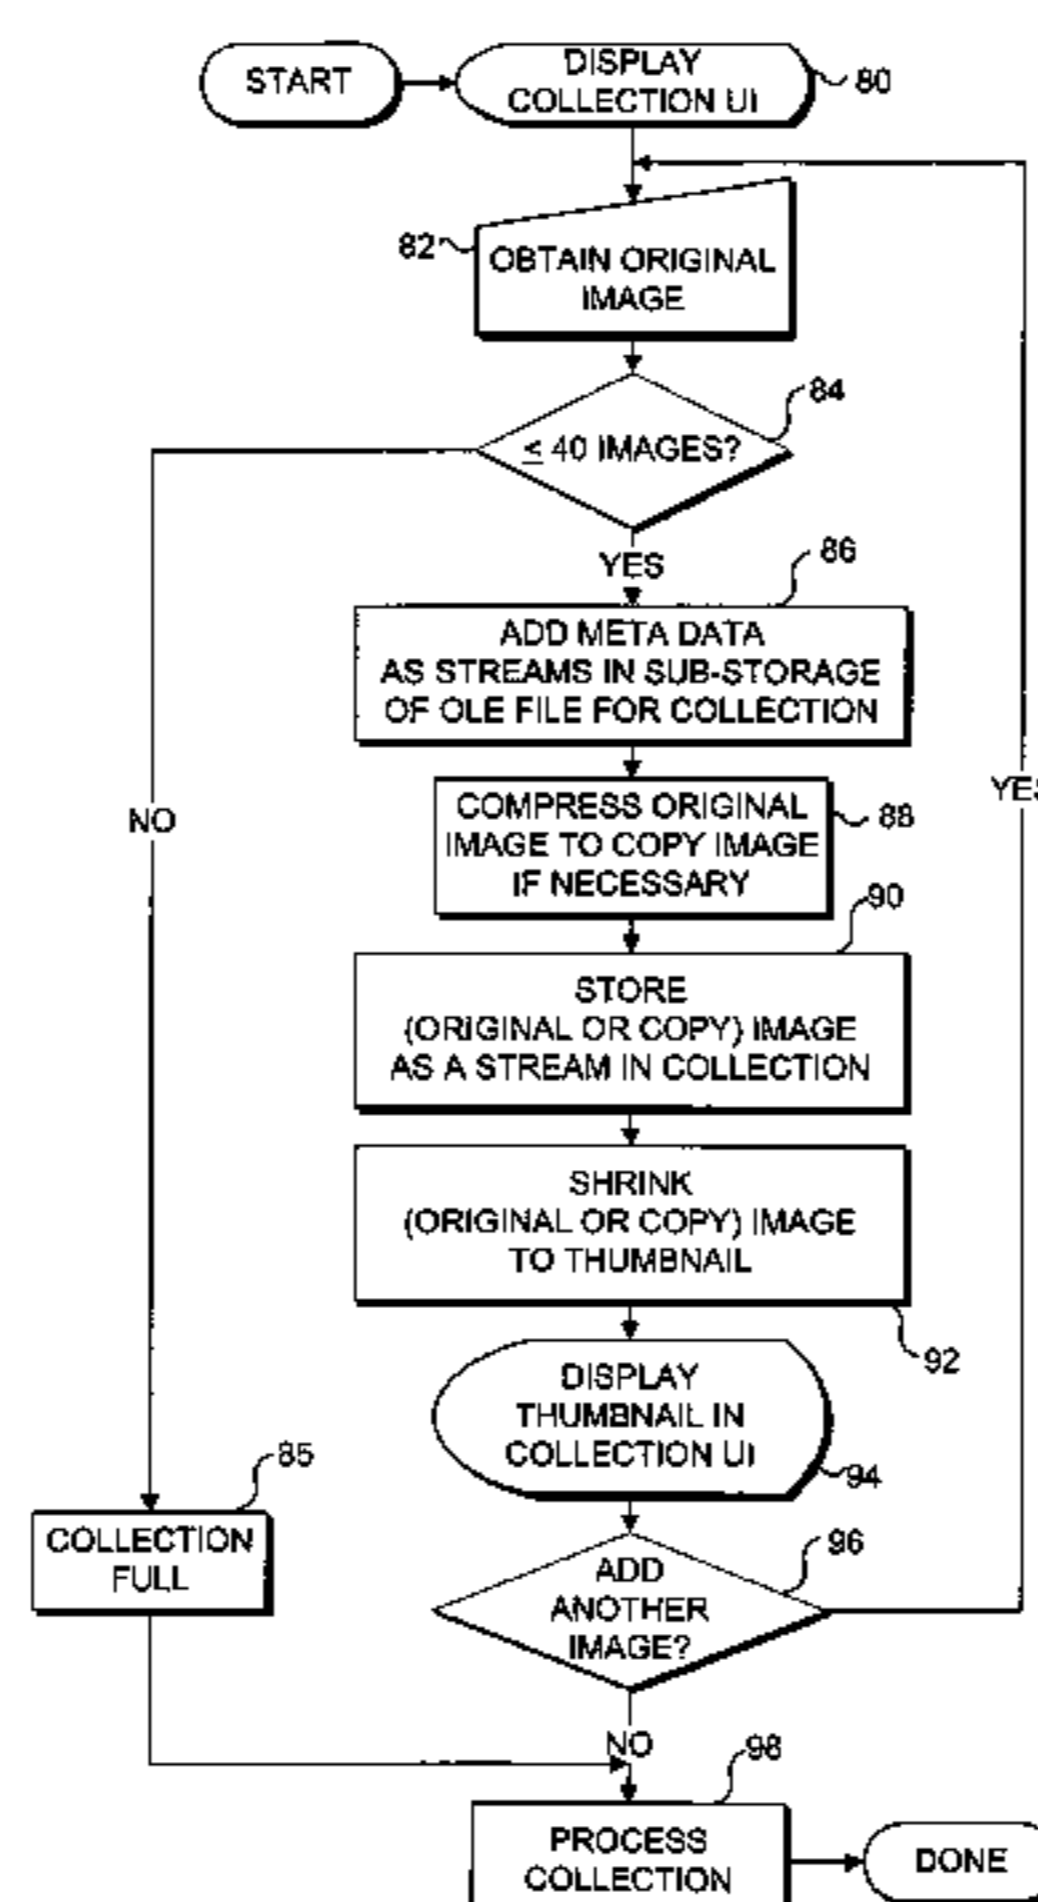 START
DISPLAY
COLLECTION UI
80
82
OBTAIN ORIGINAL
IMAGE
84
≤ 40 IMAGES?
YES
86
ADD META DATA
AS STREAMS IN SUB-STORAGE
OF OLE FILE FOR COLLECTION
NO
YES
COMPRESS ORIGINAL
IMAGE TO COPY IMAGE
IF NECESSARY
88
90
STORE
(ORIGINAL OR COPY) IMAGE
AS A STREAM IN COLLECTION
SHRINK
(ORIGINAL OR COPY) IMAGE
TO THUMBNAIL
92
DISPLAY
THUMBNAIL IN
COLLECTION UI
94
85
COLLECTION
FULL
96
ADD
ANOTHER
IMAGE?
NO
98
PROCESS
COLLECTION
DONE